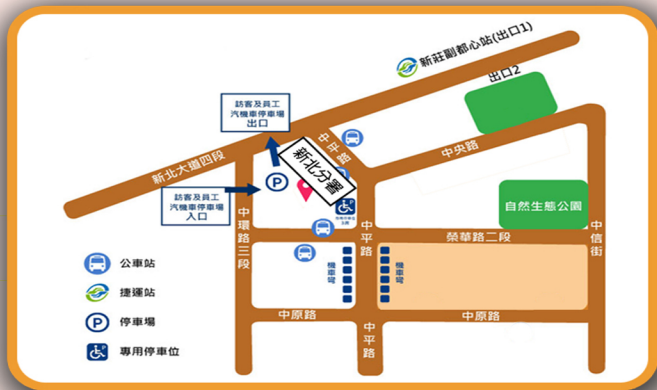 新莊副都心站(出口1)
出口2
訪客及員工
汽機車停車場
出口
新北大道四段
中平路
新北分署
中央路
訪客及員工
汽機車停車場
入口
自然生態公園
中環路三段
中平路
榮華路二段
中信街
機車彎
機車彎
中原路
中原路
中平路
公車站
捷運站
P
停車場
P
專用停車位